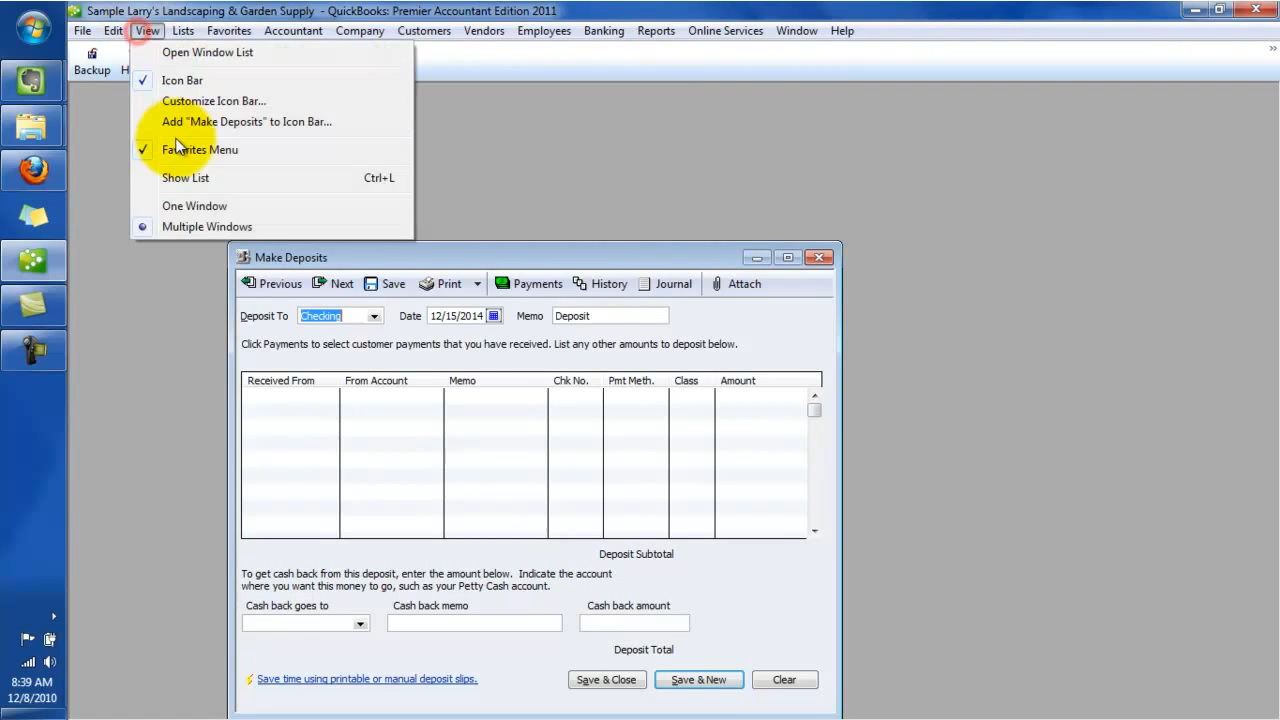 Sample Larry's Landscaping & Garden Supply - QuickBooks: Premier Accountant Edition 2011
File Edit View Lists Favorites Accountant Company Customers Vendors Employees Banking Reports Online Services Window Help
Open Window List
Backup
Icon Bar
Customize Icon Bar...
Add "Make Deposits" to Icon Bar...
Favorites Menu
Show List Ctrl+L
One Window
Multiple Windows
Make Deposits
Previous Next Save Print Payments History Journal Attach
Deposit To Checking Date 12/15/2014 Memo Deposit
Click Payments to select customer payments that you have received. List any other amounts to deposit below.
Received From From Account Memo Chk No. Pmt Meth. Class Amount
Deposit Subtotal
To get cash back from this deposit, enter the amount below. Indicate the account
where you want this money to go, such as your Petty Cash account.
Cash back goes to Cash back memo Cash back amount
Deposit Total
Save time using printable or manual deposit slips.
Save & Close Save & New Clear
8:39 AM
12/8/2010